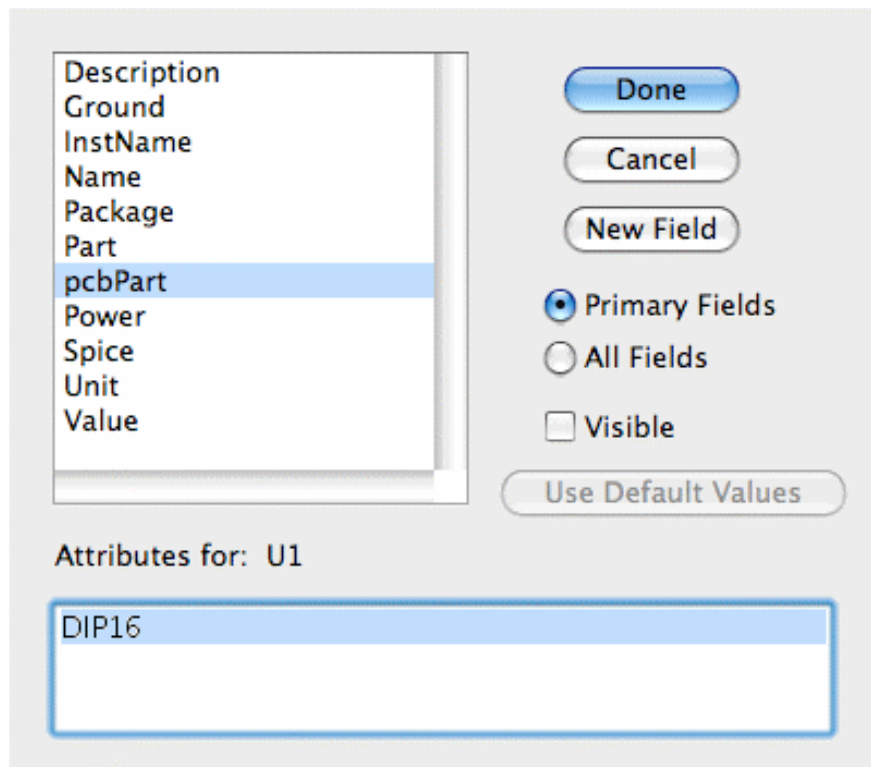 Description
Ground
InstName
Name
Package
Part
pcbPart
Power
Spice
Unit
Value
Done
Cancel
New Field
Primary Fields
All Fields
Visible
Use Default Values
Attributes for: U1
DIP16